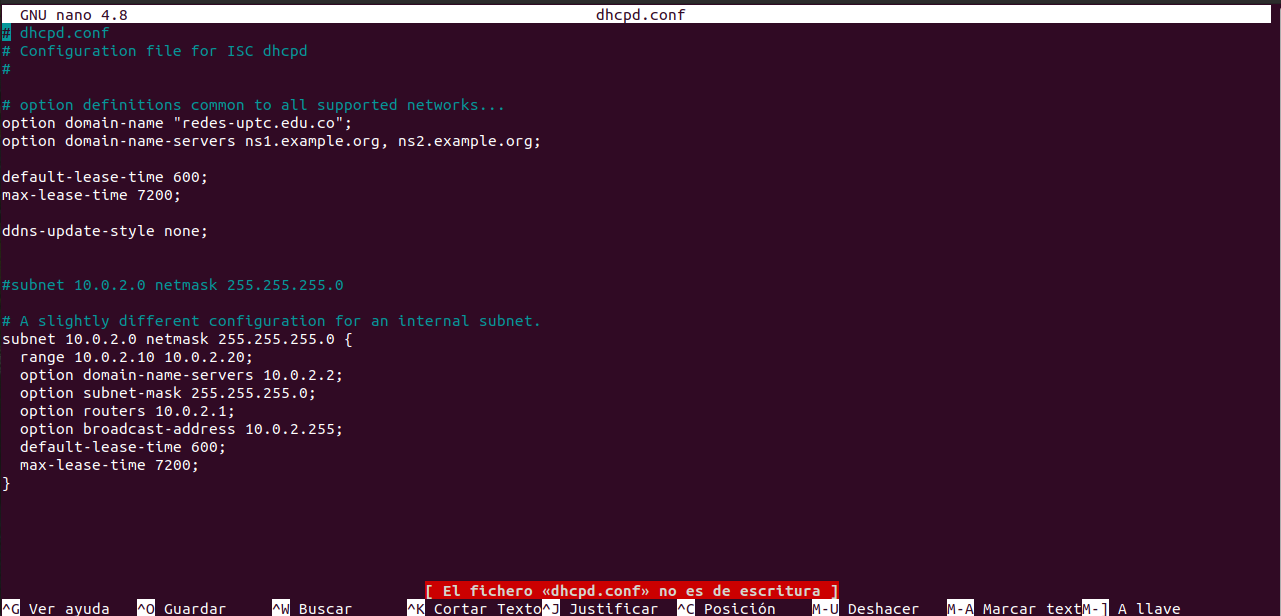 GNU nano 4.8 dhcpd.conf
# dhcpd.conf
# Configuration file for ISC dhcpd
#
# option definitions common to all supported networks...
option domain-name "redes-uptc.edu.co";
option domain-name-servers ns1.example.org, ns2.example.org;
default-lease-time 600;
max-lease-time 7200;
ddns-update-style none;
#subnet 10.0.2.0 netmask 255.255.255.0
# A slightly different configuration for an internal subnet.
subnet 10.0.2.0 netmask 255.255.255.0 {
  range 10.0.2.10 10.0.2.20;
  option domain-name-servers 10.0.2.2;
  option subnet-mask 255.255.255.0;
  option routers 10.0.2.1;
  option broadcast-address 10.0.2.255;
  default-lease-time 600;
  max-lease-time 7200;
}
[ El fichero «dhcpd.conf» no es de escritura ]
^G Ver ayuda ^O Guardar ^W Buscar ^K Cortar Texto^J Justificar ^C Posición M-U Deshacer M-A Marcar textM-] A llave